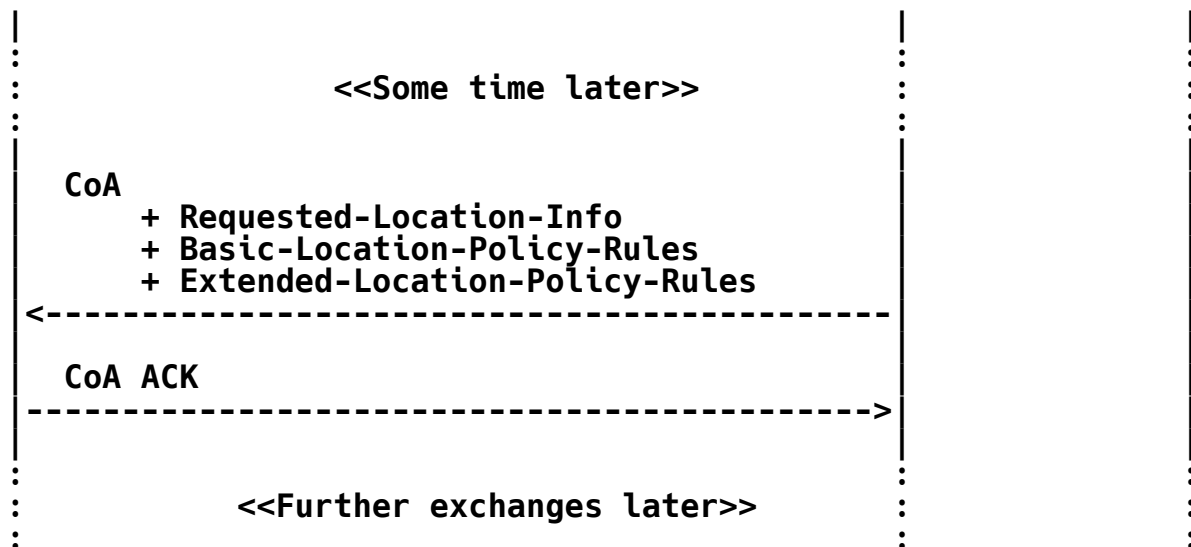 <<Some time later>>
CoA
+ Requested-Location-Info
+ Basic-Location-Policy-Rules
+ Extended-Location-Policy-Rules
CoA ACK
<<Further exchanges later>>